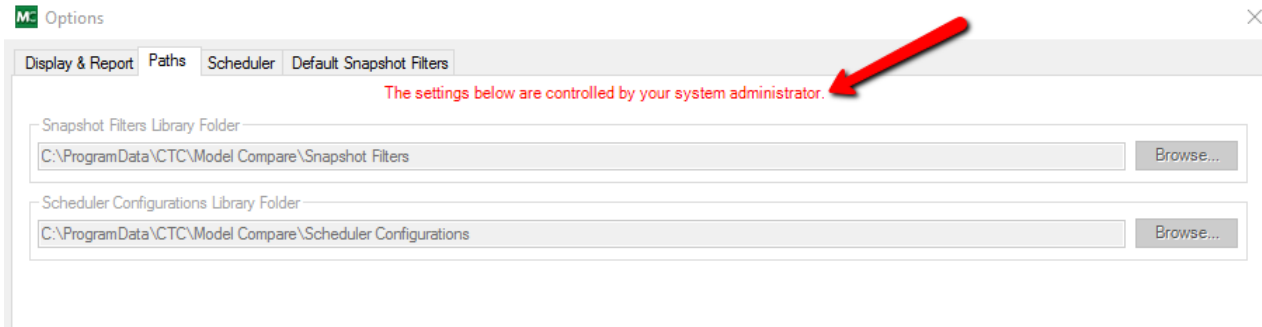 MC Options
Display & Report Paths Scheduler Default Snapshot Filters
The settings below are controlled by your system administrator.
Snapshot Filters Library Folder
C:\ProgramData\CTC\Model Compare\Snapshot Filters Browse...
Scheduler Configurations Library Folder
C:\ProgramData\CTC\Model Compare\Scheduler Configurations Browse...